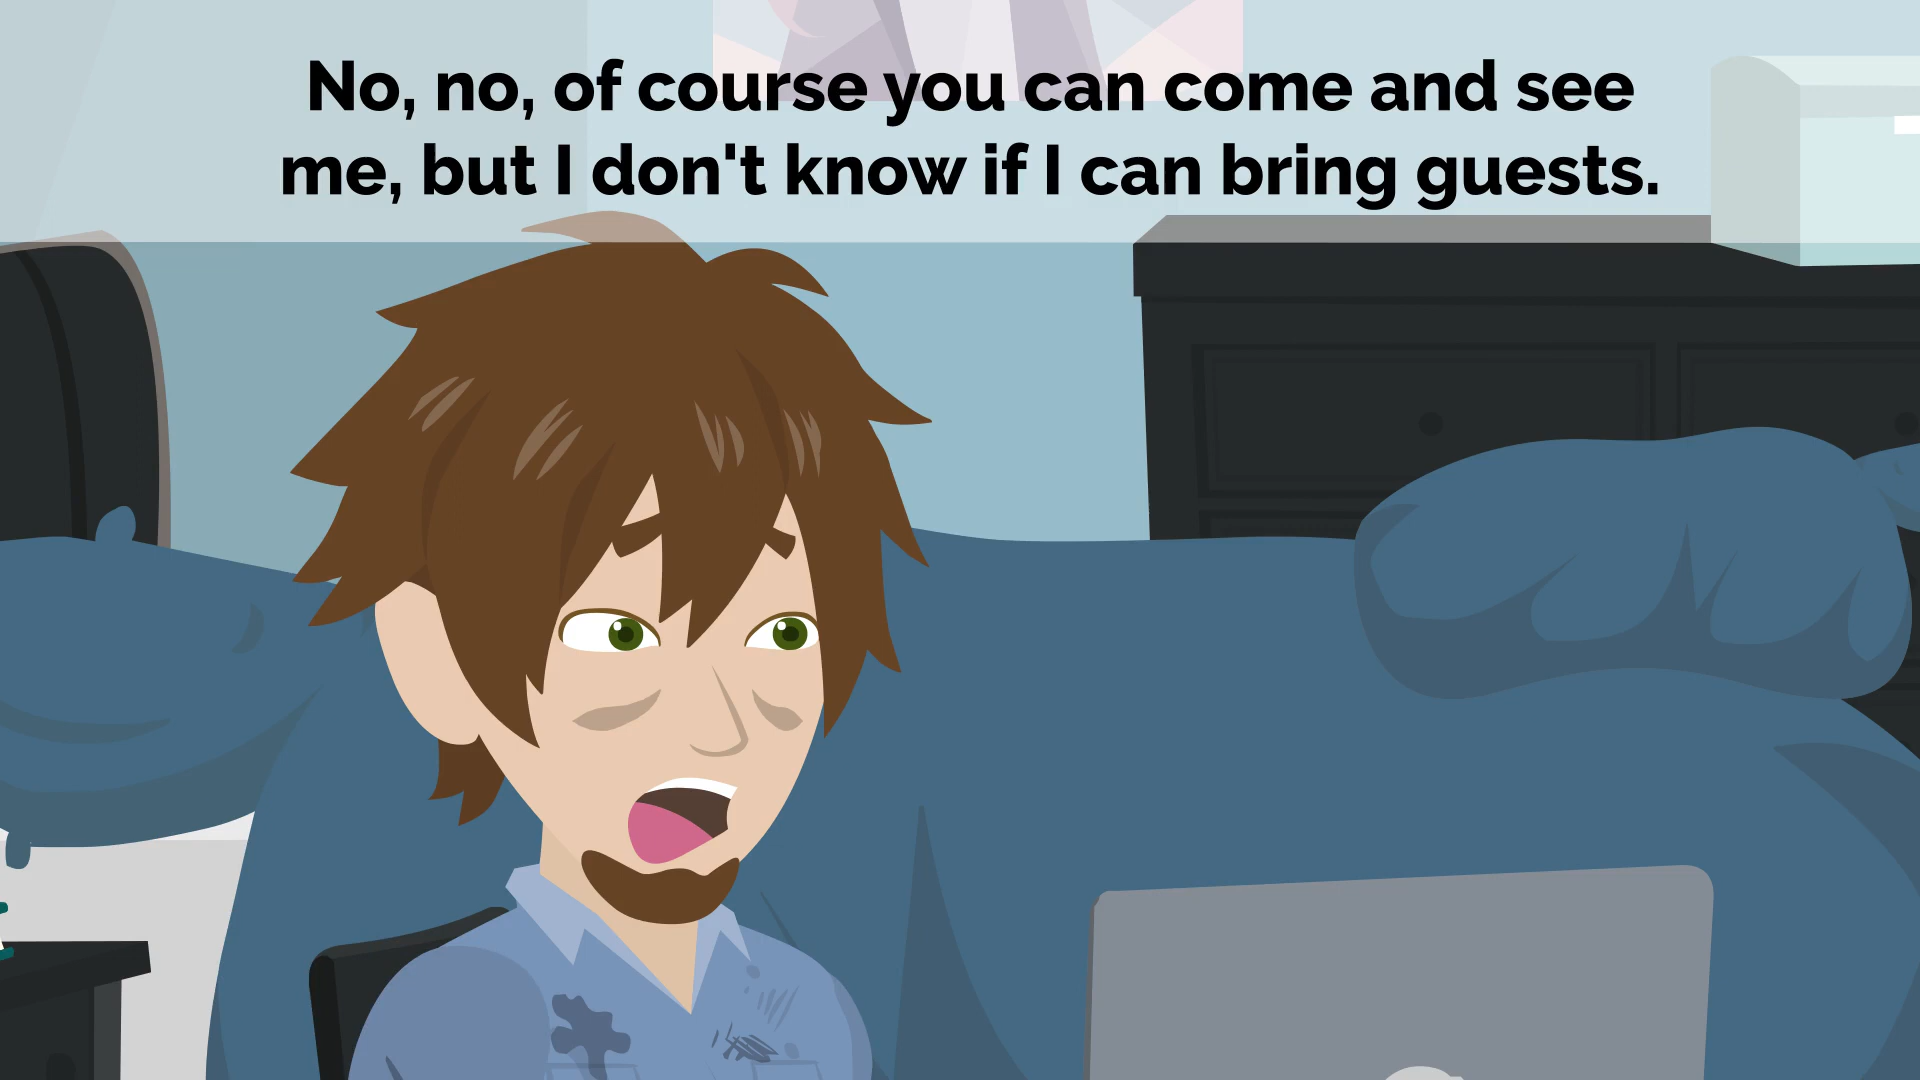 No, no, of course you can come and see
me, but I don't know if I can bring guests.